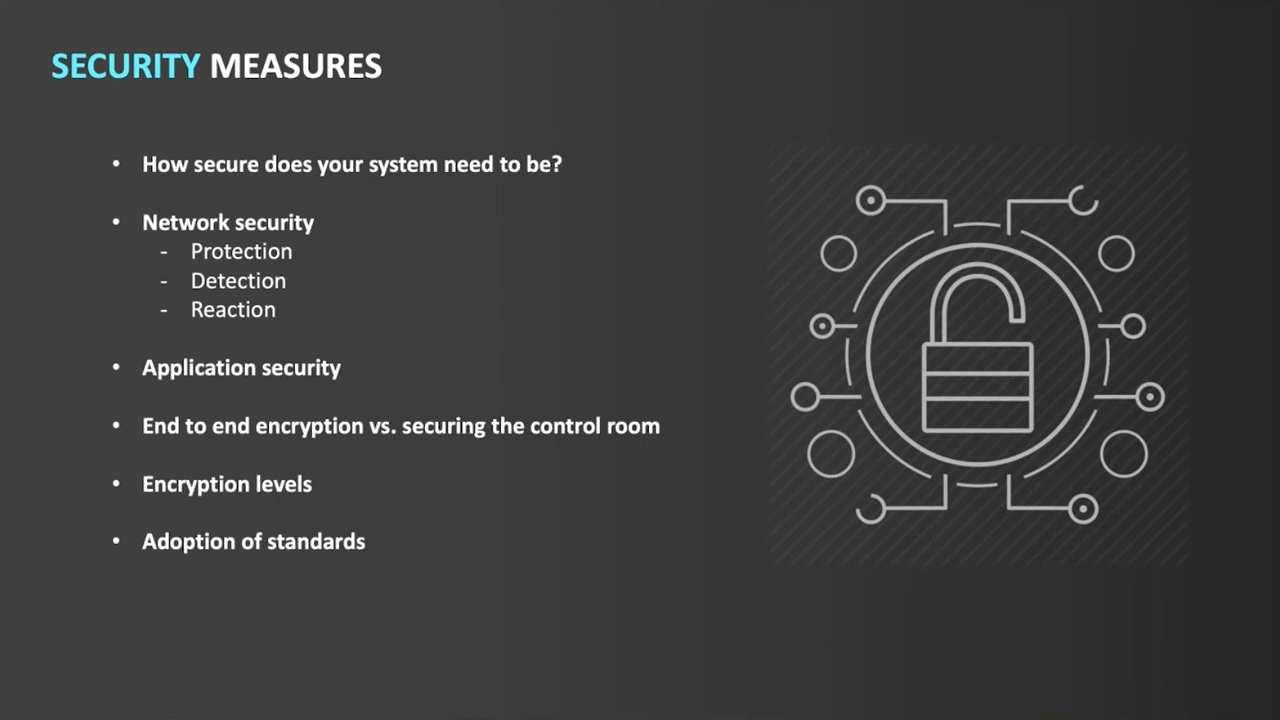 SECURITY MEASURES
• How secure does your system need to be?
• Network security
- Protection
- Detection
- Reaction
• Application security
• End to end encryption vs. securing the control room
• Encryption levels
• Adoption of standards